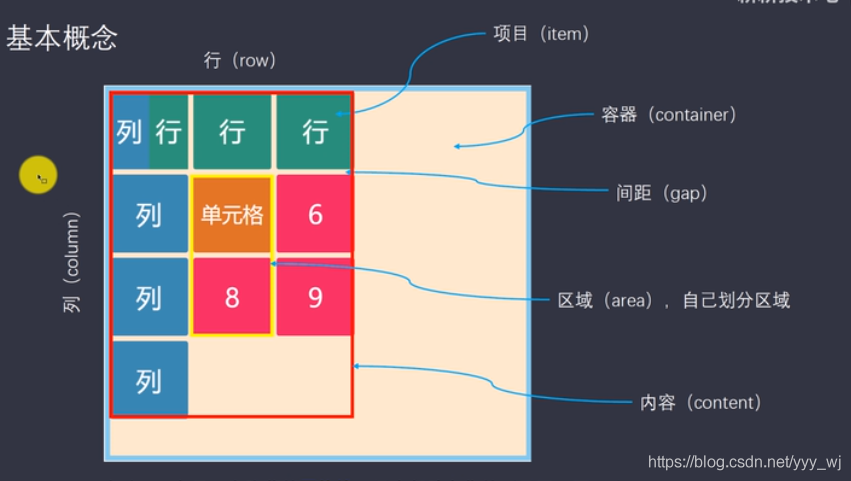 基本概念
行（row）
项目（item）
容器（container）
间距（gap）
区域（area），自己划分区域
内容（content）
列（column）
列 行 行 行
列 单元格 6
列 8 9
列
https://blog.csdn.net/yyy_wj